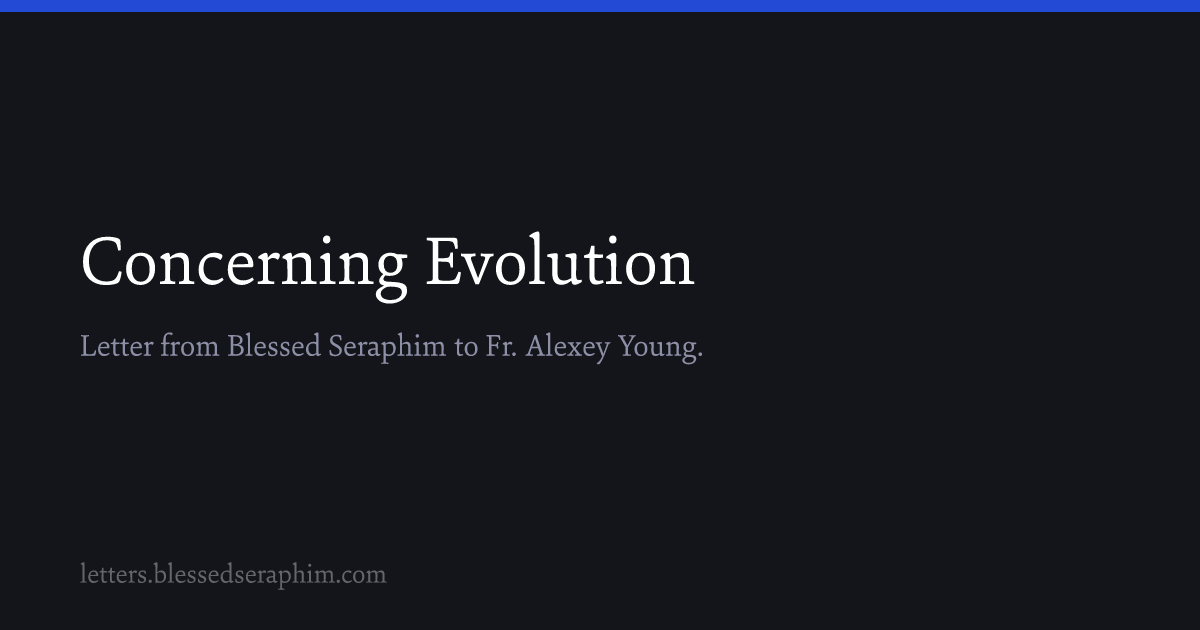 Concerning Evolution
Letter from Blessed Seraphim to Fr. Alexey Young.
letters.blessedseraphim.com